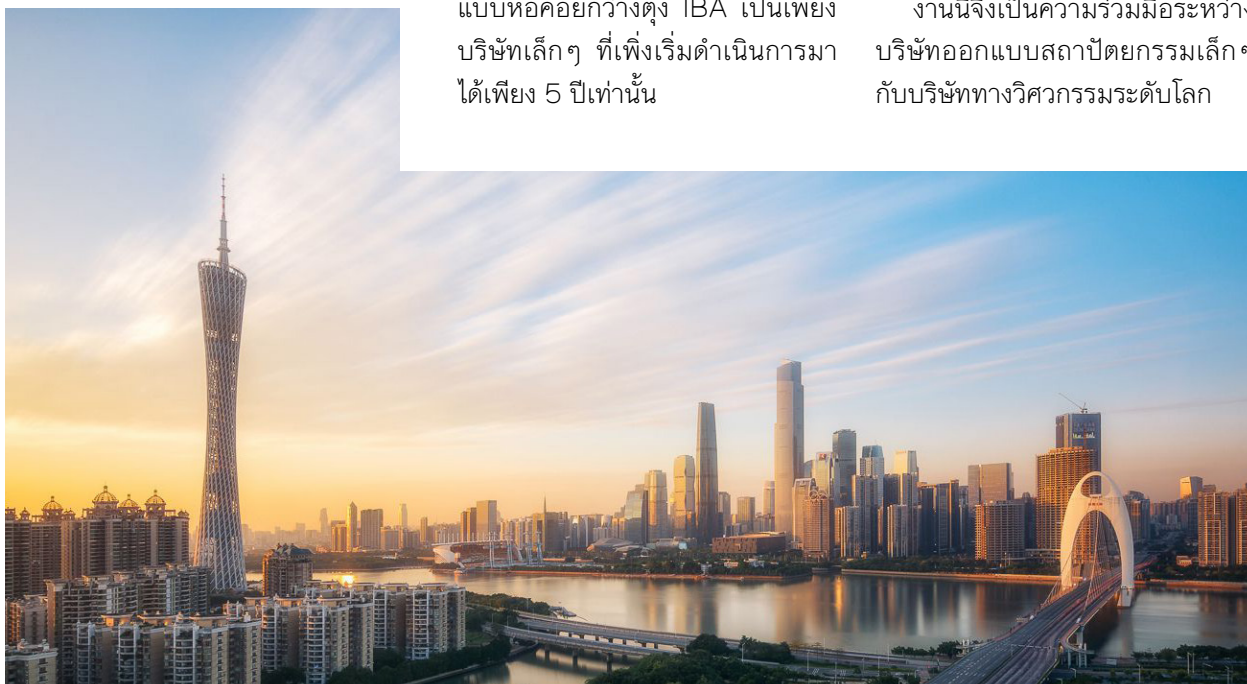 แบบหอคอยกวางตุ้ง IBA เป็นเพียง
บริษัทเล็กๆ ที่เพิ่งเริ่มดำเนินการมา
ได้เพียง 5 ปีเท่านั้น
งานนี้จึงเป็นความร่วมมือระหว่าง
บริษัทออกแบบสถาปัตยกรรมเล็กๆ
กับบริษัททางวิศวกรรมระดับโลก